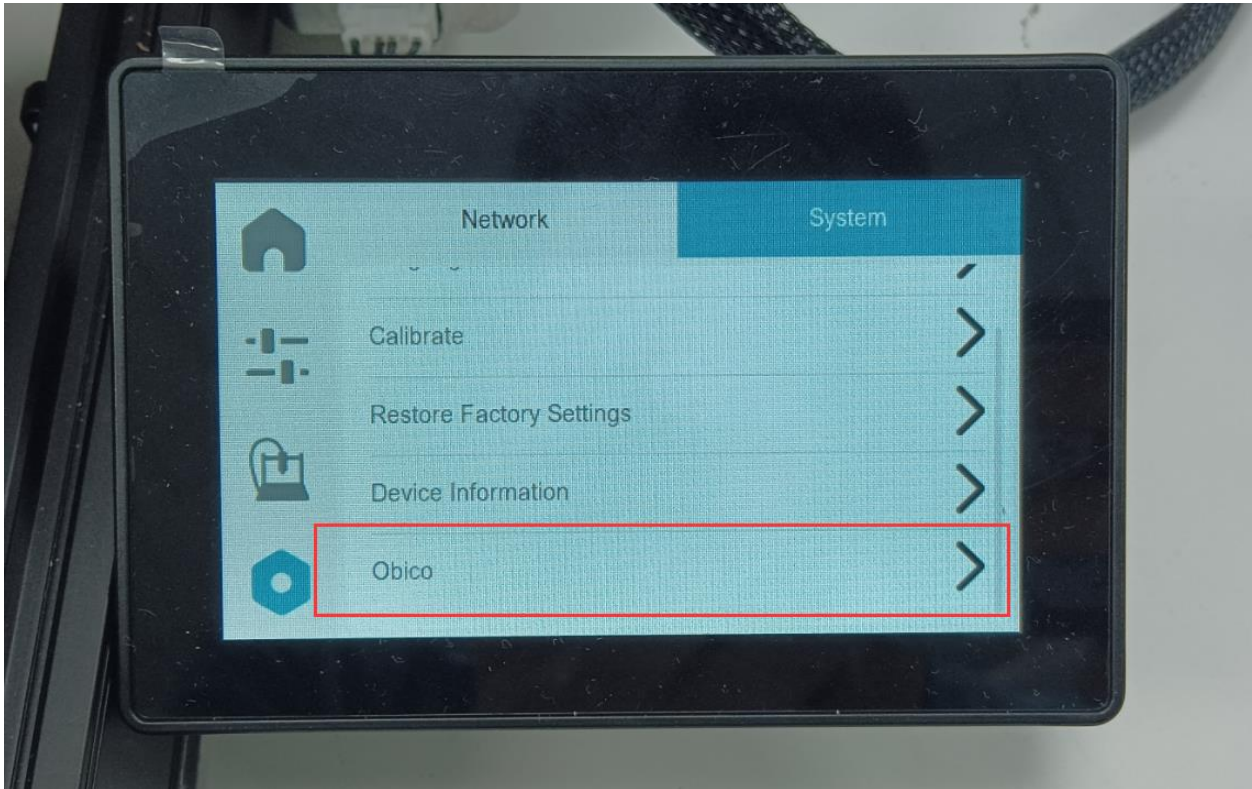 Network
System
Calibrate
Restore Factory Settings
Device Information
Obico